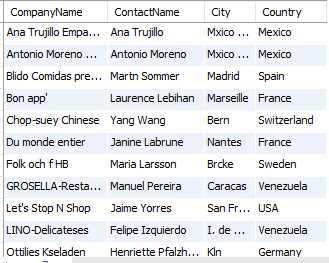 CompanyName ContactName City Country
Ana Trujillo Empa... Ana Trujillo Mxico ... Mexico
Antonio Moreno ... Antonio Moreno Mxico ... Mexico
Blido Comidas pre... Martn Sommer Madrid Spain
Bon app' Laurence Lebihan Marseille France
Chop-suey Chinese Yang Wang Bern Switzerland
Du monde entier Janine Labrune Nantes France
Folk och f HB Maria Larsson Brcke Sweden
GROSELLA-Resta... Manuel Pereira Caracas Venezuela
Let's Stop N Shop Jaime Yorres San Fr... USA
LINO-Delicateses Felipe Izquierdo I. de ... Venezuela
Ottilies Kseladen Henriette Pfalzh... Kln Germany